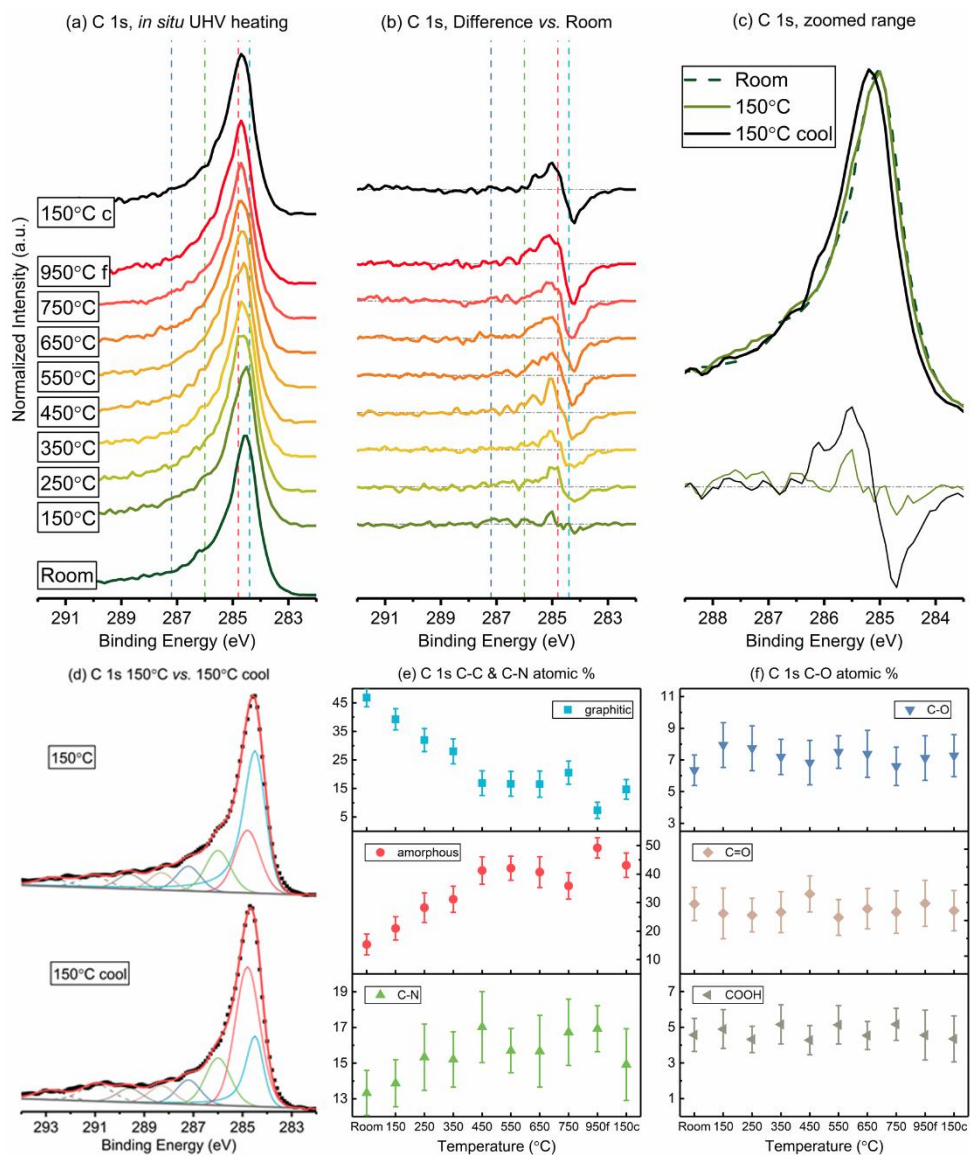 (a) C 1s, in situ UHV heating
(b) C 1s, Difference vs. Room
(c) C 1s, zoomed range
Normalized Intensity (a.u.)
150°C c
950°C f
750°C
650°C
550°C
450°C
350°C
250°C
150°C
Room
291 289 287 285 283
Binding Energy (eV)
291 289 287 285 283
Binding Energy (eV)
Room
150°C
150°C cool
288 287 286 285 284
Binding Energy (eV)
(d) C 1s 150°C vs. 150°C cool
150°C
150°C cool
293 291 289 287 285 283
Binding Energy (eV)
(e) C 1s C-C & C-N atomic %
45
35
25
15
5
graphitic
amorphous
50
40
30
20
10
C-N
19
17
15
13
Room 150 250 350 450 550 650 750 950f 150c
Temperature (°C)
(f) C 1s C-O atomic %
11
9
7
5
3
C-O
C=O
7
5
3
1
COOH
7
5
3
1
Room 150 250 350 450 550 650 750 950f 150c
Temperature (°C)